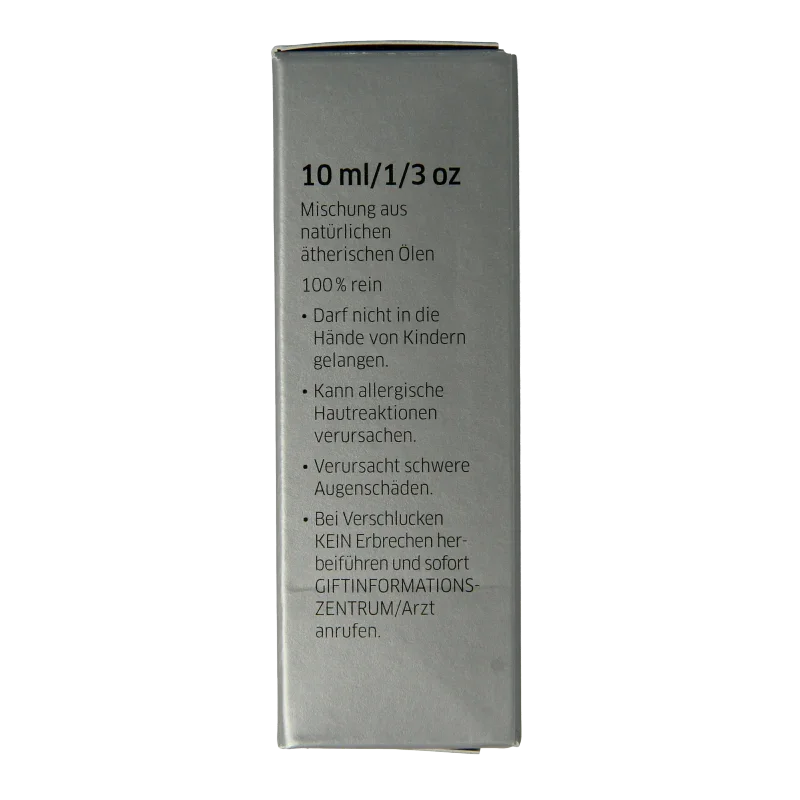 10 ml/1/3 oz
Mischung aus
natürlichen
ätherischen Ölen
100 % rein
• Darf nicht in die
Hände von Kindern
gelangen.
• Kann allergische
Hautreaktionen
verursachen.
• Verursacht schwere
Augenschäden.
• Bei Verschlucken
KEIN Erbrechen her-
beiführen und sofort
GIFTINFORMATIONS-
ZENTRUM/Arzt
anrufen.